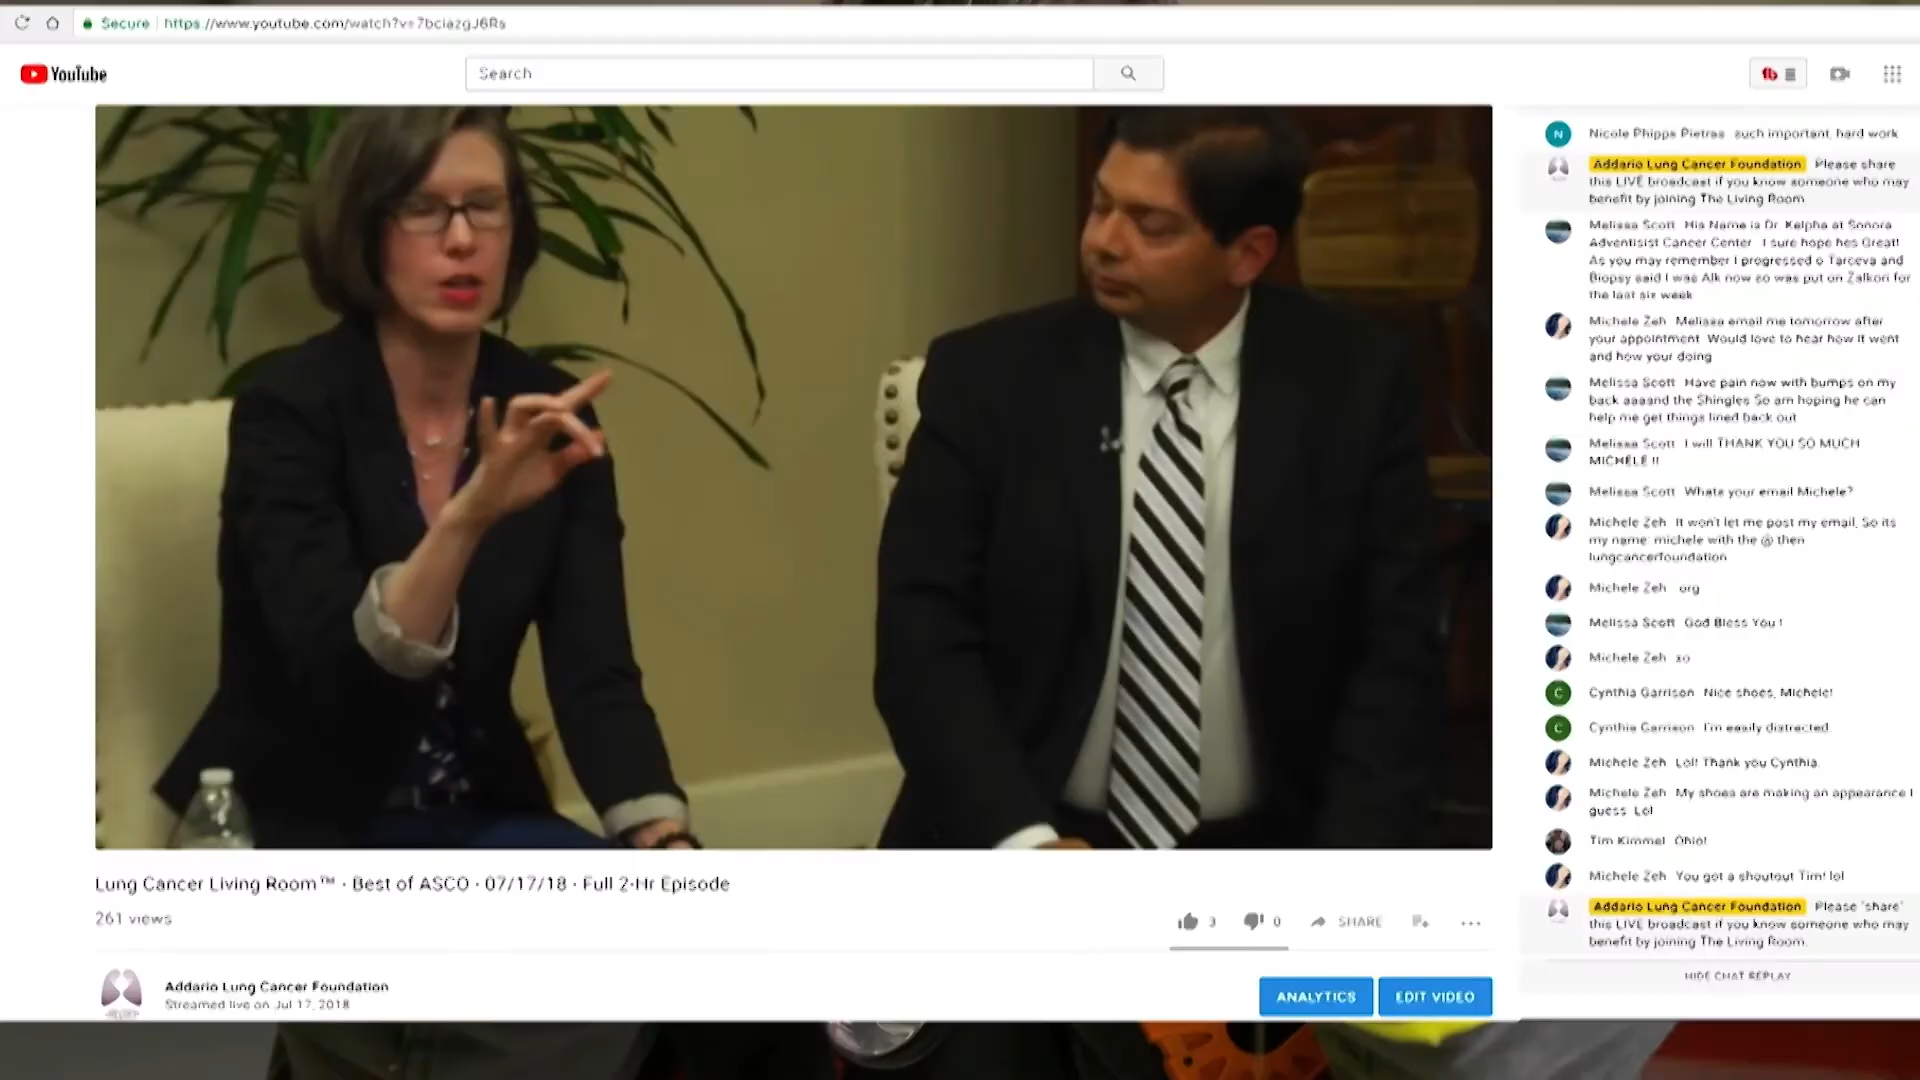 Secure https://www.youtube.com/watch?v=7bciazgJ6Rs
YouTube
Search
Nicole Phipps Pietras such important, hard work
Addario Lung Cancer Foundation Please share
this LIVE broadcast if you know someone who may
benefit by joining The Living Room
Melissa Scott His Name is Dr. Kelpha at Sonora
Adventisist Cancer Center I sure hope hes Great!
As you may remember I progressed o Tarceva and
Biopsy said I was Alk now so was put on Zalkori for
the last six week
Michele Zeh Melissa email me tomorrow after
your appointment Would love to hear how it went
and how your doing
Melissa Scott Have pain now with bumps on my
back aaaand the Shingles So am hoping he can
help me get things lined back out
Melissa Scott I will THANK YOU SO MUCH
MICHELE !!
Melissa Scott Whats your email Michele?
Michele Zeh It won't let me post my email. So its
my name: michele with the @ then
lungcancerfoundation
Michele Zeh org
Melissa Scott God Bless You !
Michele Zeh xo
Cynthia Garrison Nice shoes, Michele!
Cynthia Garrison I'm easily distracted
Michele Zeh Lol! Thank you Cynthia
Michele Zeh My shoes are making an appearance I
guess. Lol
Tim Kimmel Ohio!
Michele Zeh You got a shoutout Tim! lol
Addario Lung Cancer Foundation Please 'share'
this LIVE broadcast if you know someone who may
benefit by joining The Living Room.
HIDE CHAT REPLAY
Lung Cancer Living Room™ - Best of ASCO - 07/17/18 - Full 2-Hr Episode
261 views
3 0 SHARE
Addario Lung Cancer Foundation
Streamed live on Jul 17, 2018
ANALYTICS EDIT VIDEO